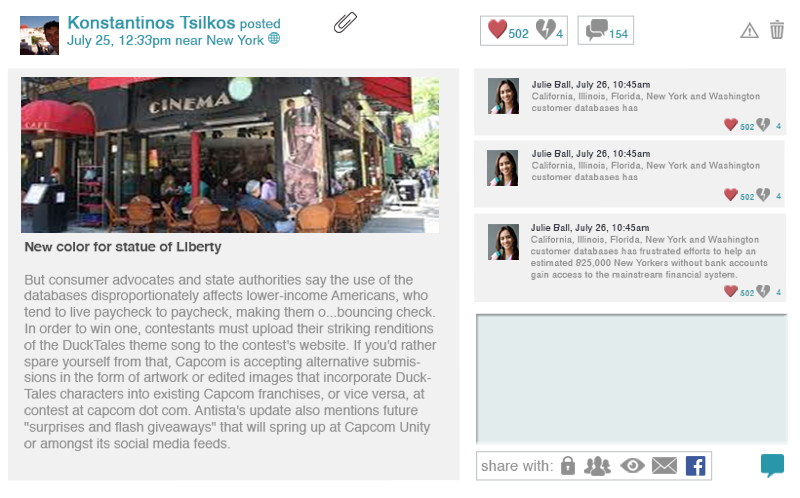 Konstantinos Tsilkos posted
July 25, 12:33pm near New York
502 4 154
CAFE
CINEMA
New color for statue of Liberty
But consumer advocates and state authorities say the use of the
databases disproportionately affects lower-income Americans, who
tend to live paycheck to paycheck, making them o...bouncing check.
In order to win one, contestants must upload their striking renditions
of the DuckTales theme song to the contest's website. If you'd rather
spare yourself from that, Capcom is accepting alternative submis-
sions in the form of artwork or edited images that incorporate Duck-
Tales characters into existing Capcom franchises, or vice versa, at
contest at capcom dot com. Antista's update also mentions future
"surprises and flash giveaways" that will spring up at Capcom Unity
or amongst its social media feeds.
Julie Ball, July 26, 10:45am
California, Illinois, Florida, New York and Washington
customer databases has
502 4
Julie Ball, July 26, 10:45am
California, Illinois, Florida, New York and Washington
customer databases has
502 4
Julie Ball, July 26, 10:45am
California, Illinois, Florida, New York and Washington
customer databases has frustrated efforts to help an
estimated 825,000 New Yorkers without bank accounts
gain access to the mainstream financial system.
502 4
share with: